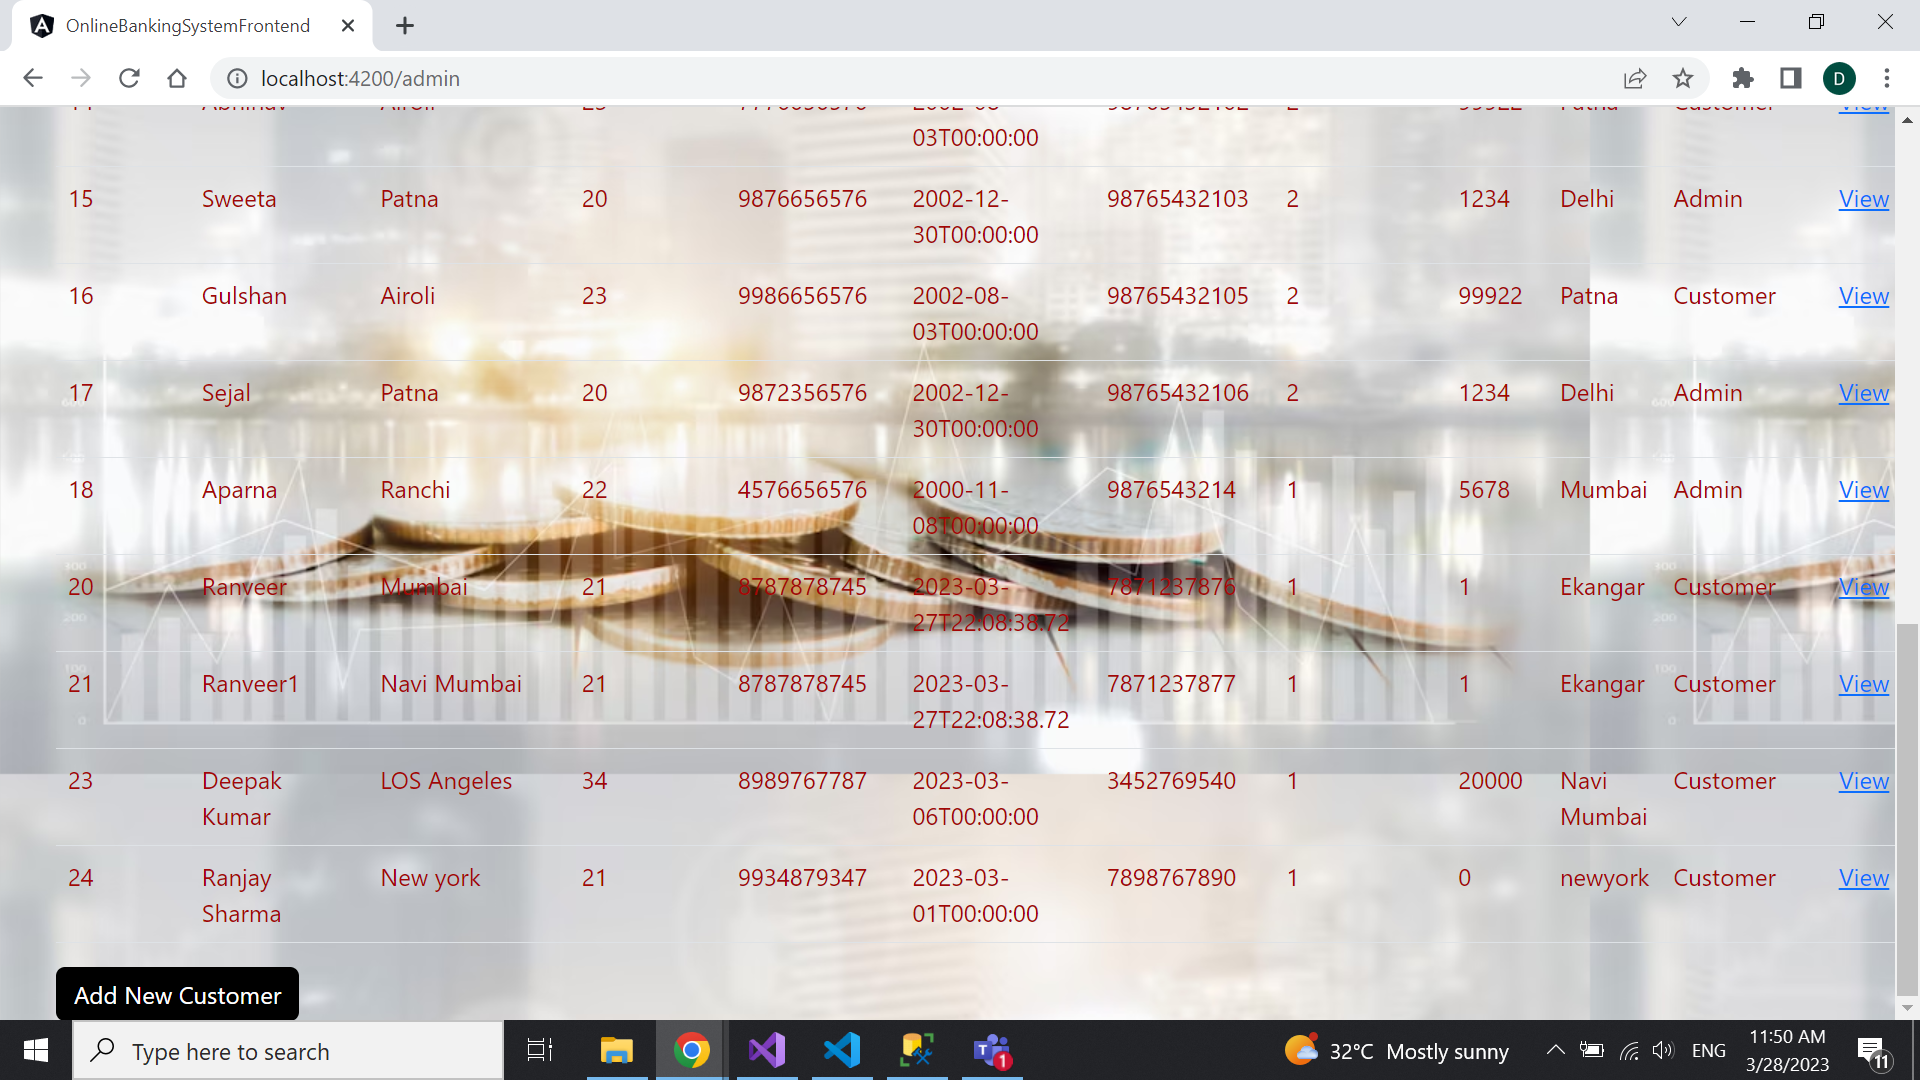 OnlineBankingSystemFrontend
localhost:4200/admin
03T00:00:00
15 Sweeta Patna 20 9876656576 2002-12- 98765432103 2 1234 Delhi Admin View
30T00:00:00
16 Gulshan Airoli 23 9986656576 2002-08- 98765432105 2 99922 Patna Customer View
03T00:00:00
17 Sejal Patna 20 9872356576 2002-12- 98765432106 2 1234 Delhi Admin View
30T00:00:00
18 Aparna Ranchi 22 4576656576 2000-11- 9876543214 1 5678 Mumbai Admin View
08T00:00:00
20 Ranveer Mumbai 21 8787878745 2023-03- 7871237876 1 1 Ekangar Customer View
27T22:08:38.72
21 Ranveer1 Navi Mumbai 21 8787878745 2023-03- 7871237877 1 1 Ekangar Customer View
27T22:08:38.72
23 Deepak LOS Angeles 34 8989767787 2023-03- 3452769540 1 20000 Navi Customer View
Kumar 06T00:00:00 Mumbai
24 Ranjay New york 21 9934879347 2023-03- 7898767890 1 0 newyork Customer View
Sharma 01T00:00:00
Add New Customer
Type here to search
32°C Mostly sunny
ENG
11:50 AM
3/28/2023
11